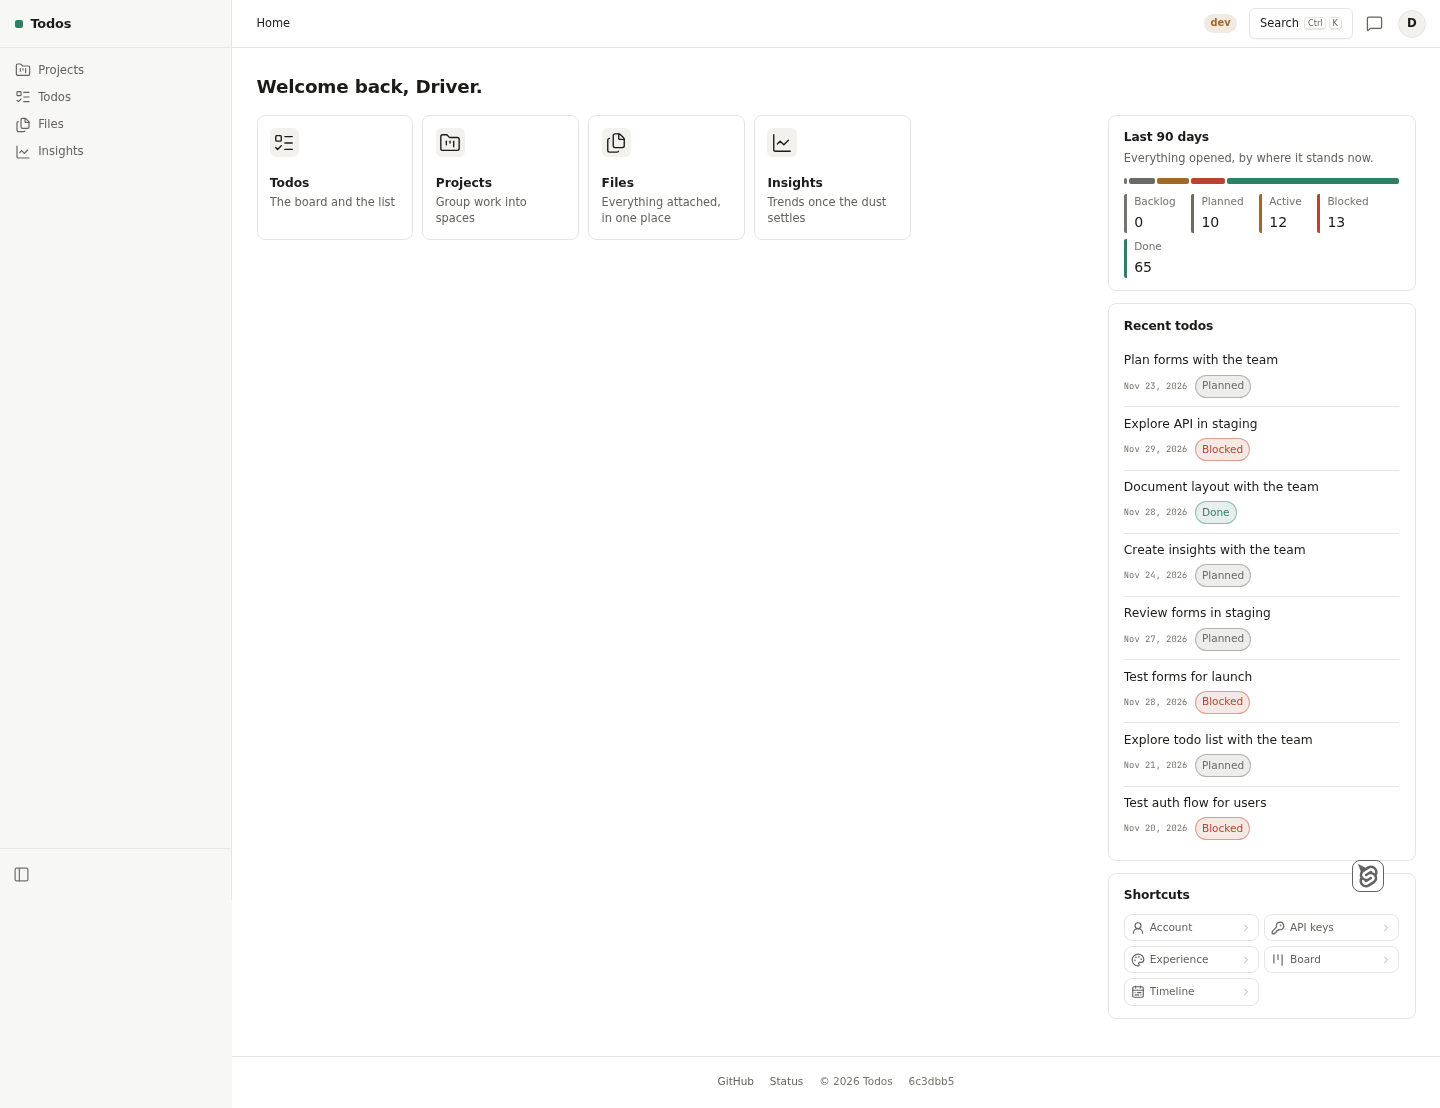 Todos
Home
dev
Search Ctrl K
D
Projects
Todos
Files
Insights
Welcome back, Driver.
Todos
The board and the list
Projects
Group work into
spaces
Files
Everything attached,
in one place
Insights
Trends once the dust
settles
Last 90 days
Everything opened, by where it stands now.
Backlog Planned Active Blocked
0 10 12 13
Done
65
Recent todos
Plan forms with the team
Nov 23, 2026 Planned
Explore API in staging
Nov 29, 2026 Blocked
Document layout with the team
Nov 28, 2026 Done
Create insights with the team
Nov 24, 2026 Planned
Review forms in staging
Nov 27, 2026 Planned
Test forms for launch
Nov 28, 2026 Blocked
Explore todo list with the team
Nov 21, 2026 Planned
Test auth flow for users
Nov 20, 2026 Blocked
Shortcuts
Account API keys
Experience Board
Timeline
GitHub Status © 2026 Todos 6c3dbb5